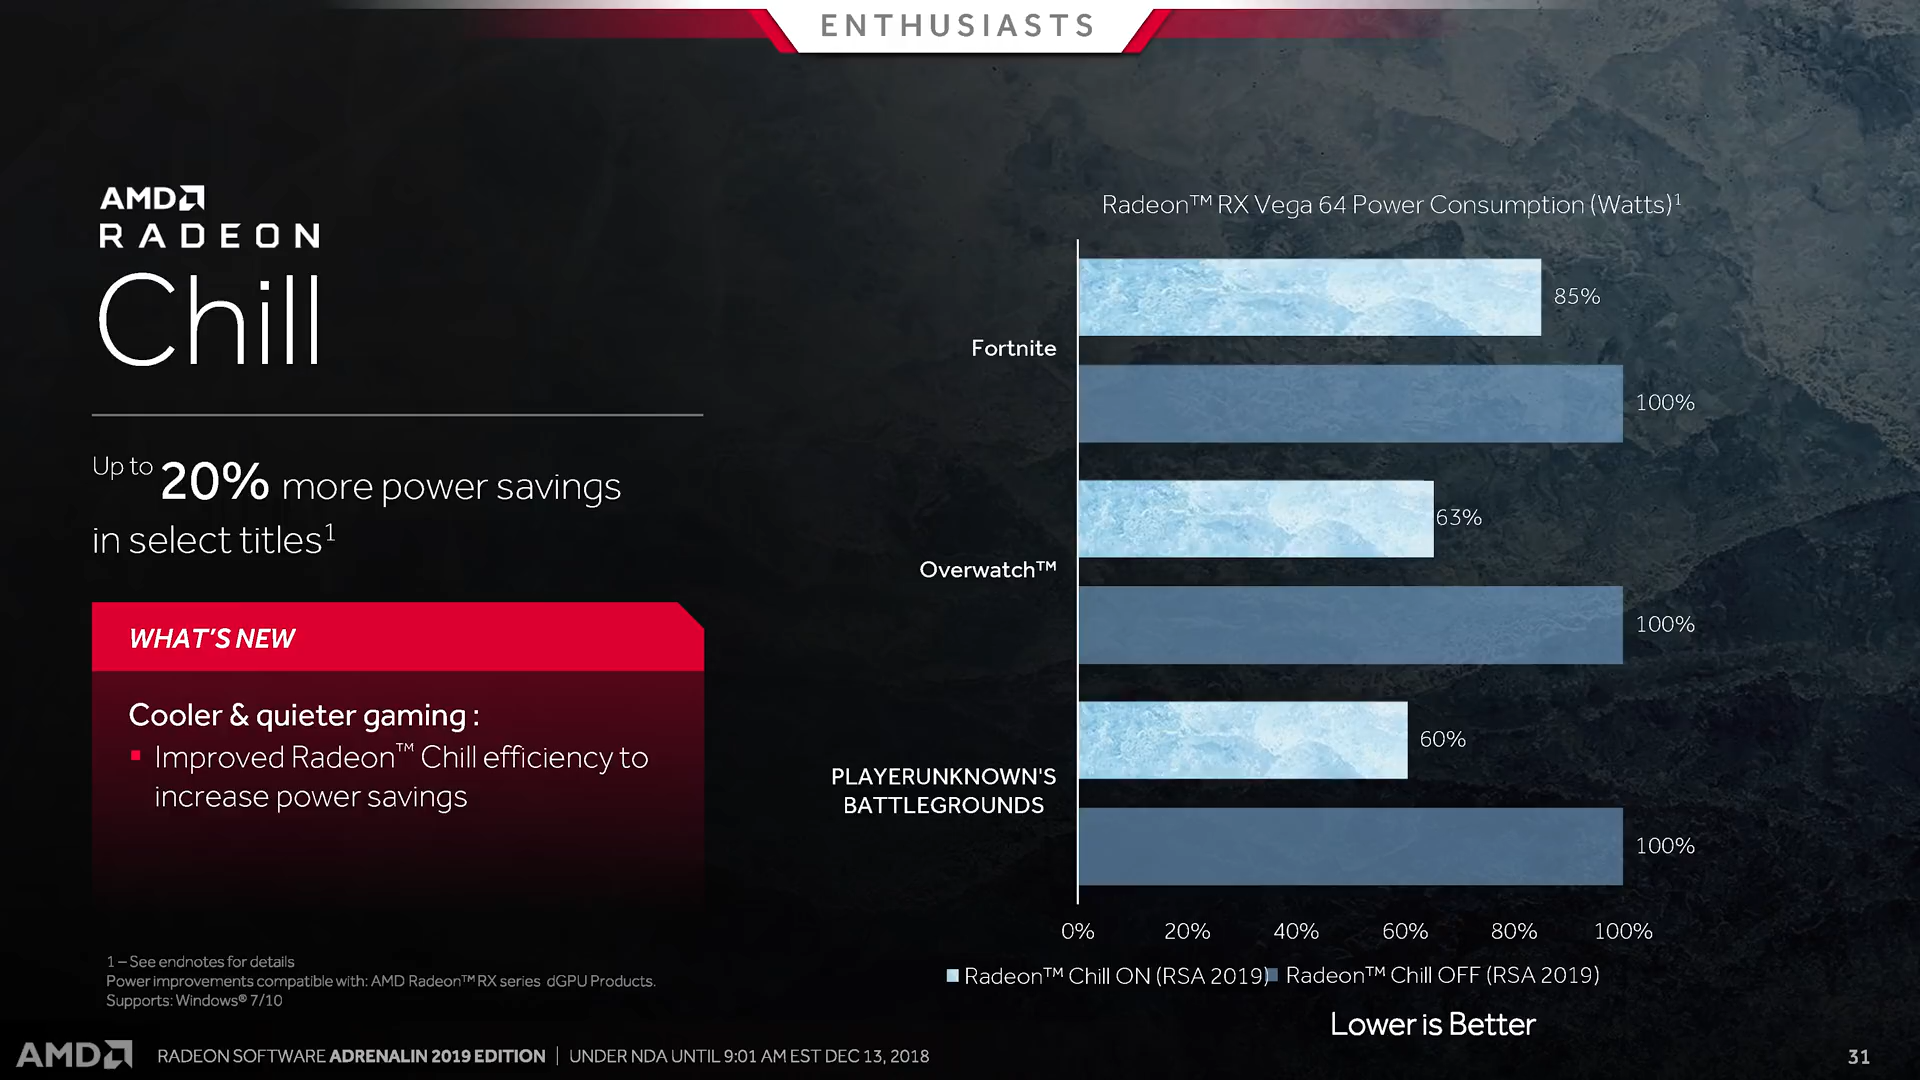 ENTHUSIASTS
AMD
RADEON
Chill
Up to 20% more power savings
in select titles¹
WHAT'S NEW
Cooler & quieter gaming :
▪ Improved Radeon™ Chill efficiency to
increase power savings
1 – See endnotes for details
Power improvements compatible with: AMD Radeon™ RX series dGPU Products.
Supports: Windows® 7/10
Radeon™ RX Vega 64 Power Consumption (Watts)¹
85%
Fortnite
100%
63%
Overwatch™
100%
60%
PLAYERUNKNOWN'S
BATTLEGROUNDS
100%
0% 20% 40% 60% 80% 100%
Radeon™ Chill ON (RSA 2019) Radeon™ Chill OFF (RSA 2019)
Lower is Better
AMD RADEON SOFTWARE ADRENALIN 2019 EDITION | UNDER NDA UNTIL 9:01 AM EST DEC 13, 2018 31